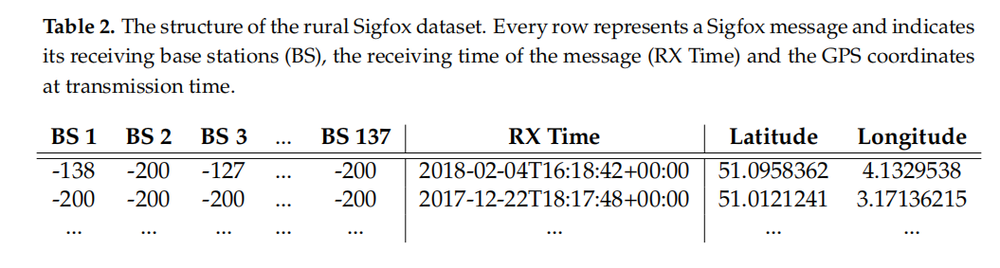 Table 2. The structure of the rural Sigfox dataset. Every row represents a Sigfox message and indicates
its receiving base stations (BS), the receiving time of the message (RX Time) and the GPS coordinates
at transmission time.
BS 1 BS 2 BS 3 ... BS 137 RX Time Latitude Longitude
-138 -200 -127 ... -200 2018-02-04T16:18:42+00:00 51.0958362 4.1329538
-200 -200 -200 ... -200 2017-12-22T18:17:48+00:00 51.0121241 3.17136215
... ... ... ... ... ... ... ...